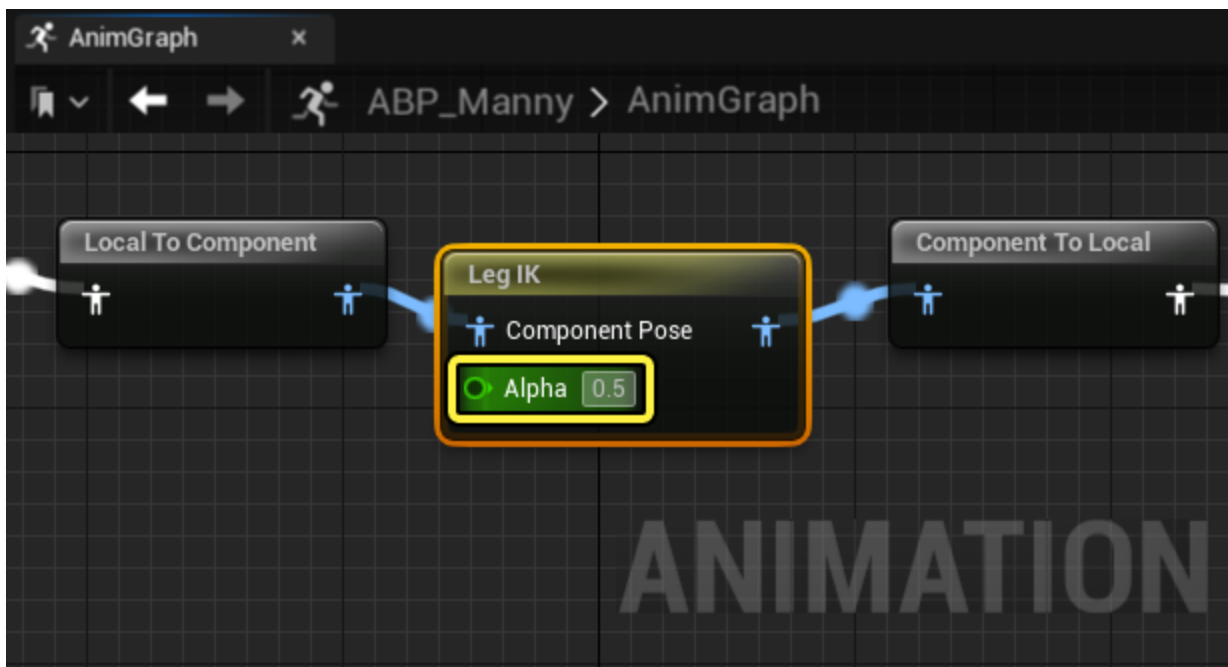 AnimGraph
ABP_Manny > AnimGraph
Local To Component
Leg IK
Component To Local
Component Pose
Alpha 0.5
ANIMATION